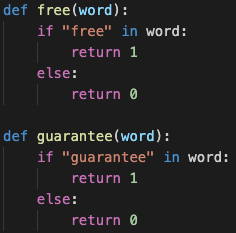 def free(word):
    if "free" in word:
        return 1
    else:
        return 0

def guarantee(word):
    if "guarantee" in word:
        return 1
    else:
        return 0